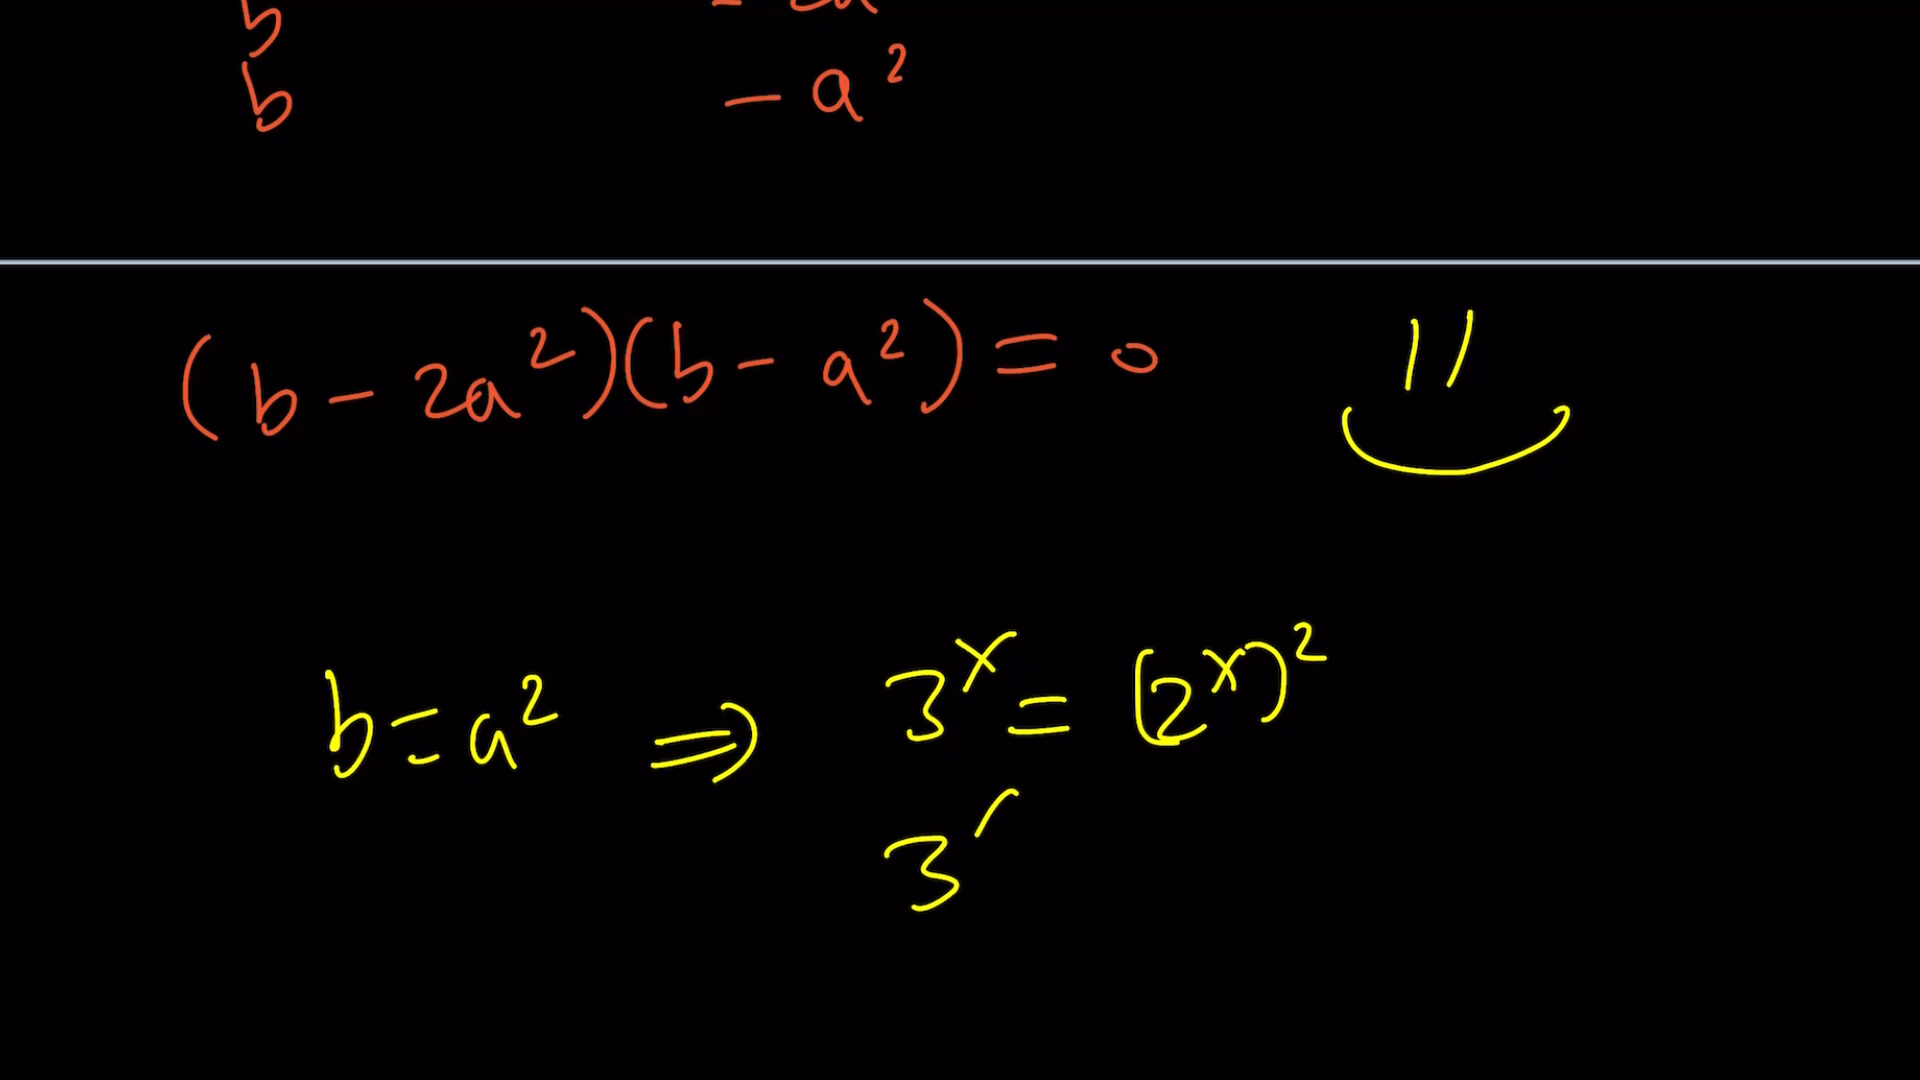 b
b - a²
(b - 2a²)(b - a²) = 0
b = a² ⇒ 3ˣ = (2ˣ)²
3